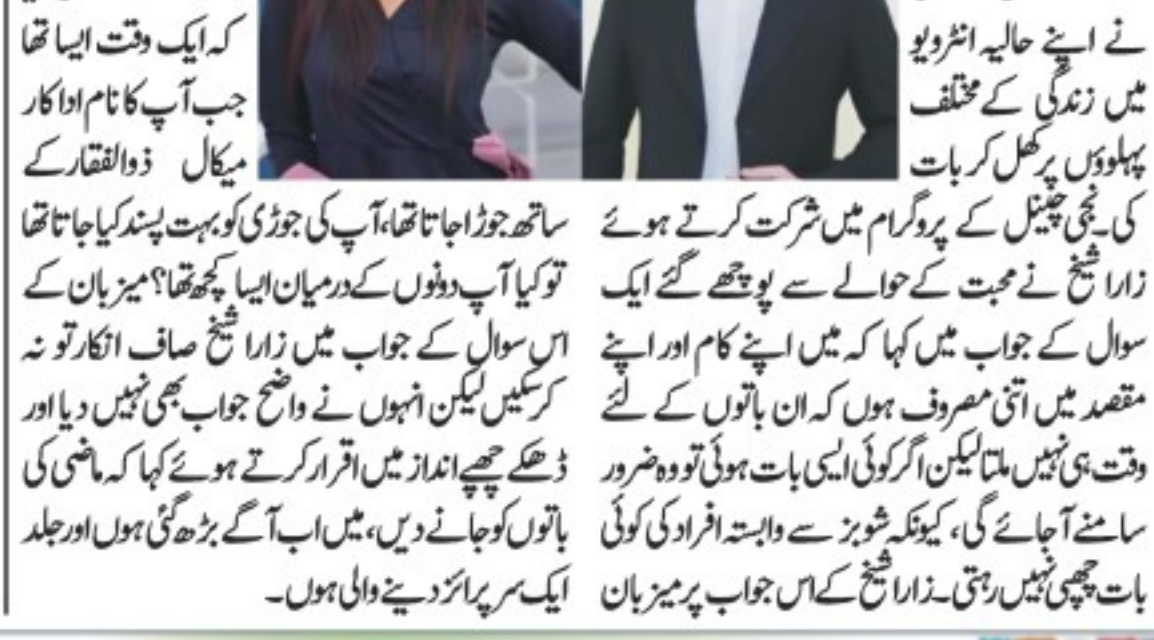 نے اپنے حالیہ انٹرویو
میں زندگی کے مختلف
پہلوؤں پر کھل کر بات
کی۔ نجی چینل کے پروگرام میں شرکت کرتے ہوئے
زارا شیخ نے محبت کے حوالے سے پوچھے گئے ایک
سوال کے جواب میں کہا کہ میں اپنے کام اور اپنے
مقصد میں اتنی مصروف ہوں کہ ان باتوں کے لئے
وقت ہی نہیں ملتا لیکن اگر کوئی ایسی بات ہوئی تو وہ ضرور
سامنے آجائے گی، کیونکہ شوبز سے وابستہ افراد کی کوئی
بات چھپی نہیں رہتی۔ زارا شیخ کے اس جواب پر میزبان
کہ ایک وقت ایسا تھا
جب آپ کا نام اداکار
میکال ذوالفقار کے
ساتھ جوڑا جاتا تھا، آپ کی جوڑی کو بہت پسند کیا جاتا تھا
تو کیا آپ دونوں کے درمیان ایسا کچھ تھا؟ میزبان کے
اس سوال کے جواب میں زارا شیخ صاف انکار تو نہ
کرسکیں لیکن انہوں نے واضح جواب بھی نہیں دیا اور
ڈھکے چھپے انداز میں اقرار کرتے ہوئے کہا کہ ماضی کی
باتوں کو جانے دیں، میں اب آگے بڑھ گئی ہوں اور جلد
ایک سرپرائز دینے والی ہوں۔